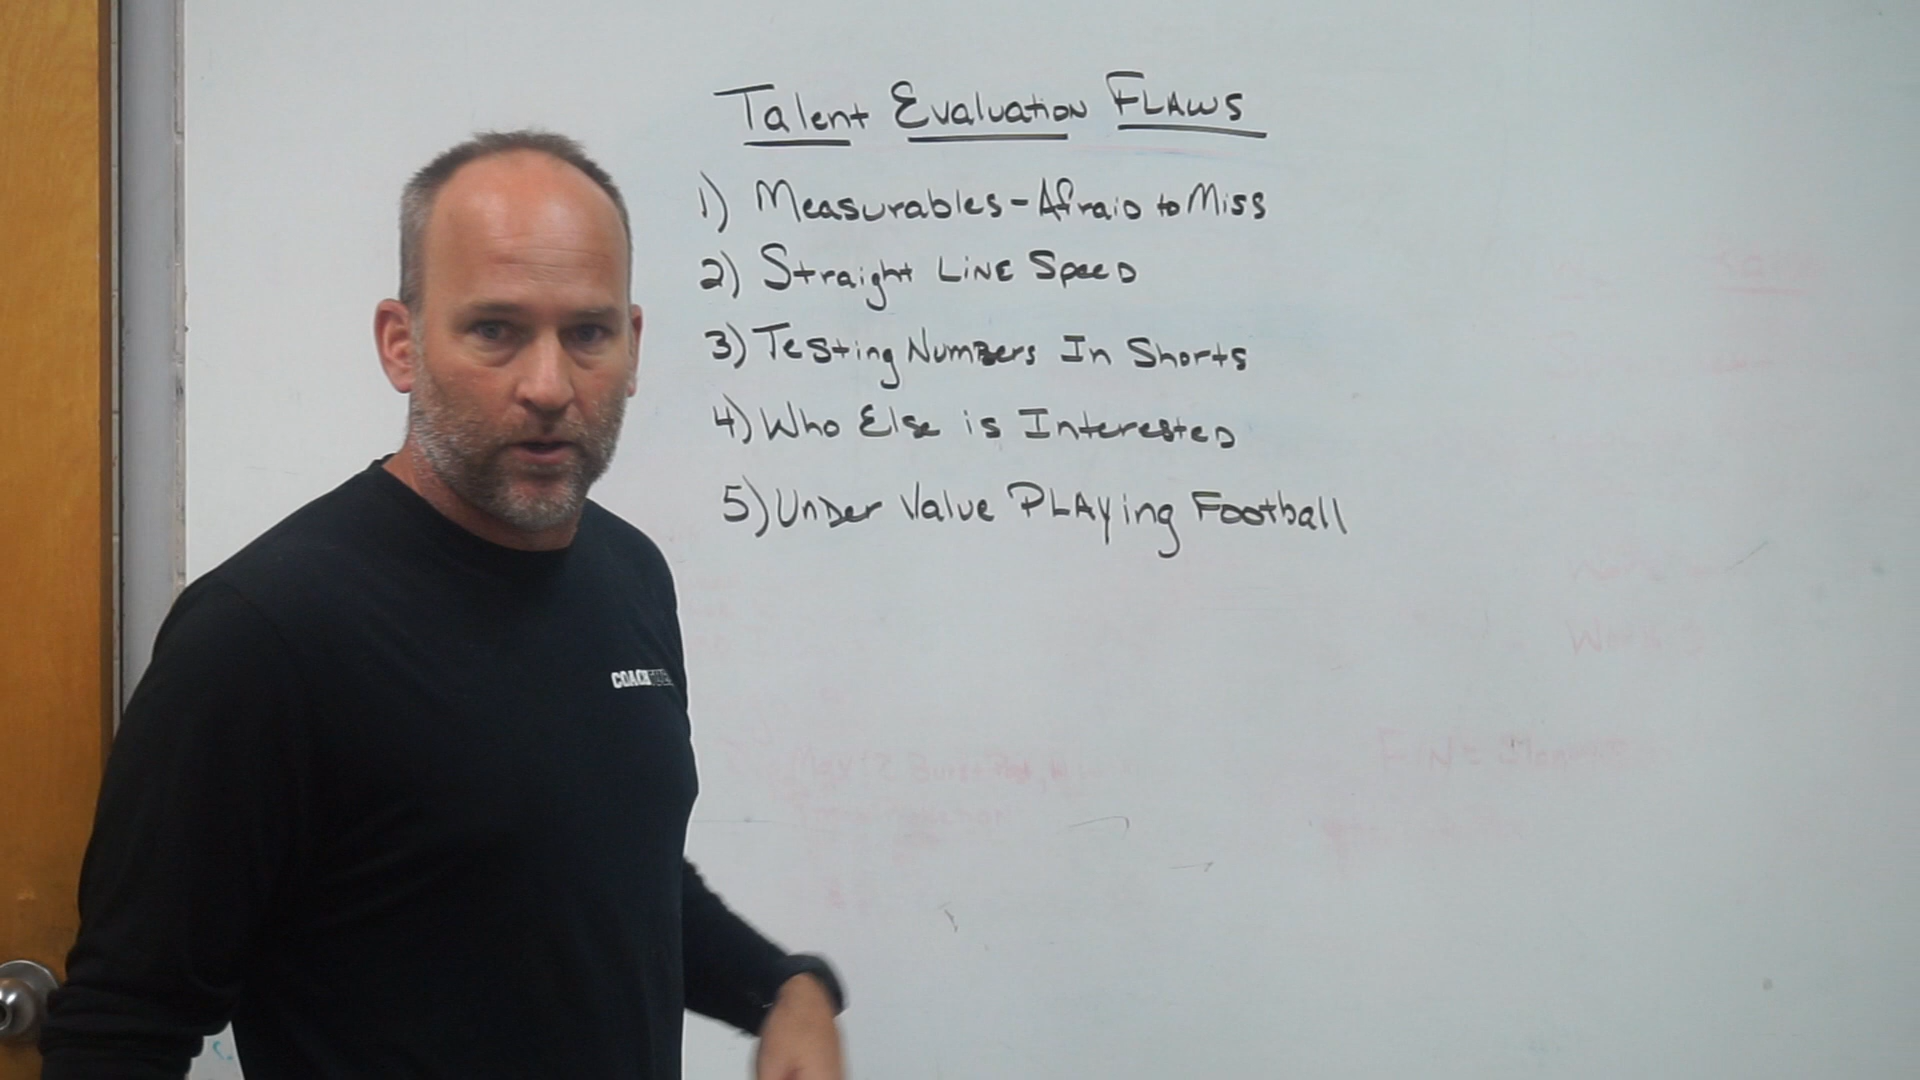 Talent Evaluation FLAWS
1) Measurables - Afraid to Miss
2) Straight LiNE SpeeD
3) Testing NumBers In Shorts
4) Who Else is InteresteD
5) UnDer Value PLAying Football
COACH